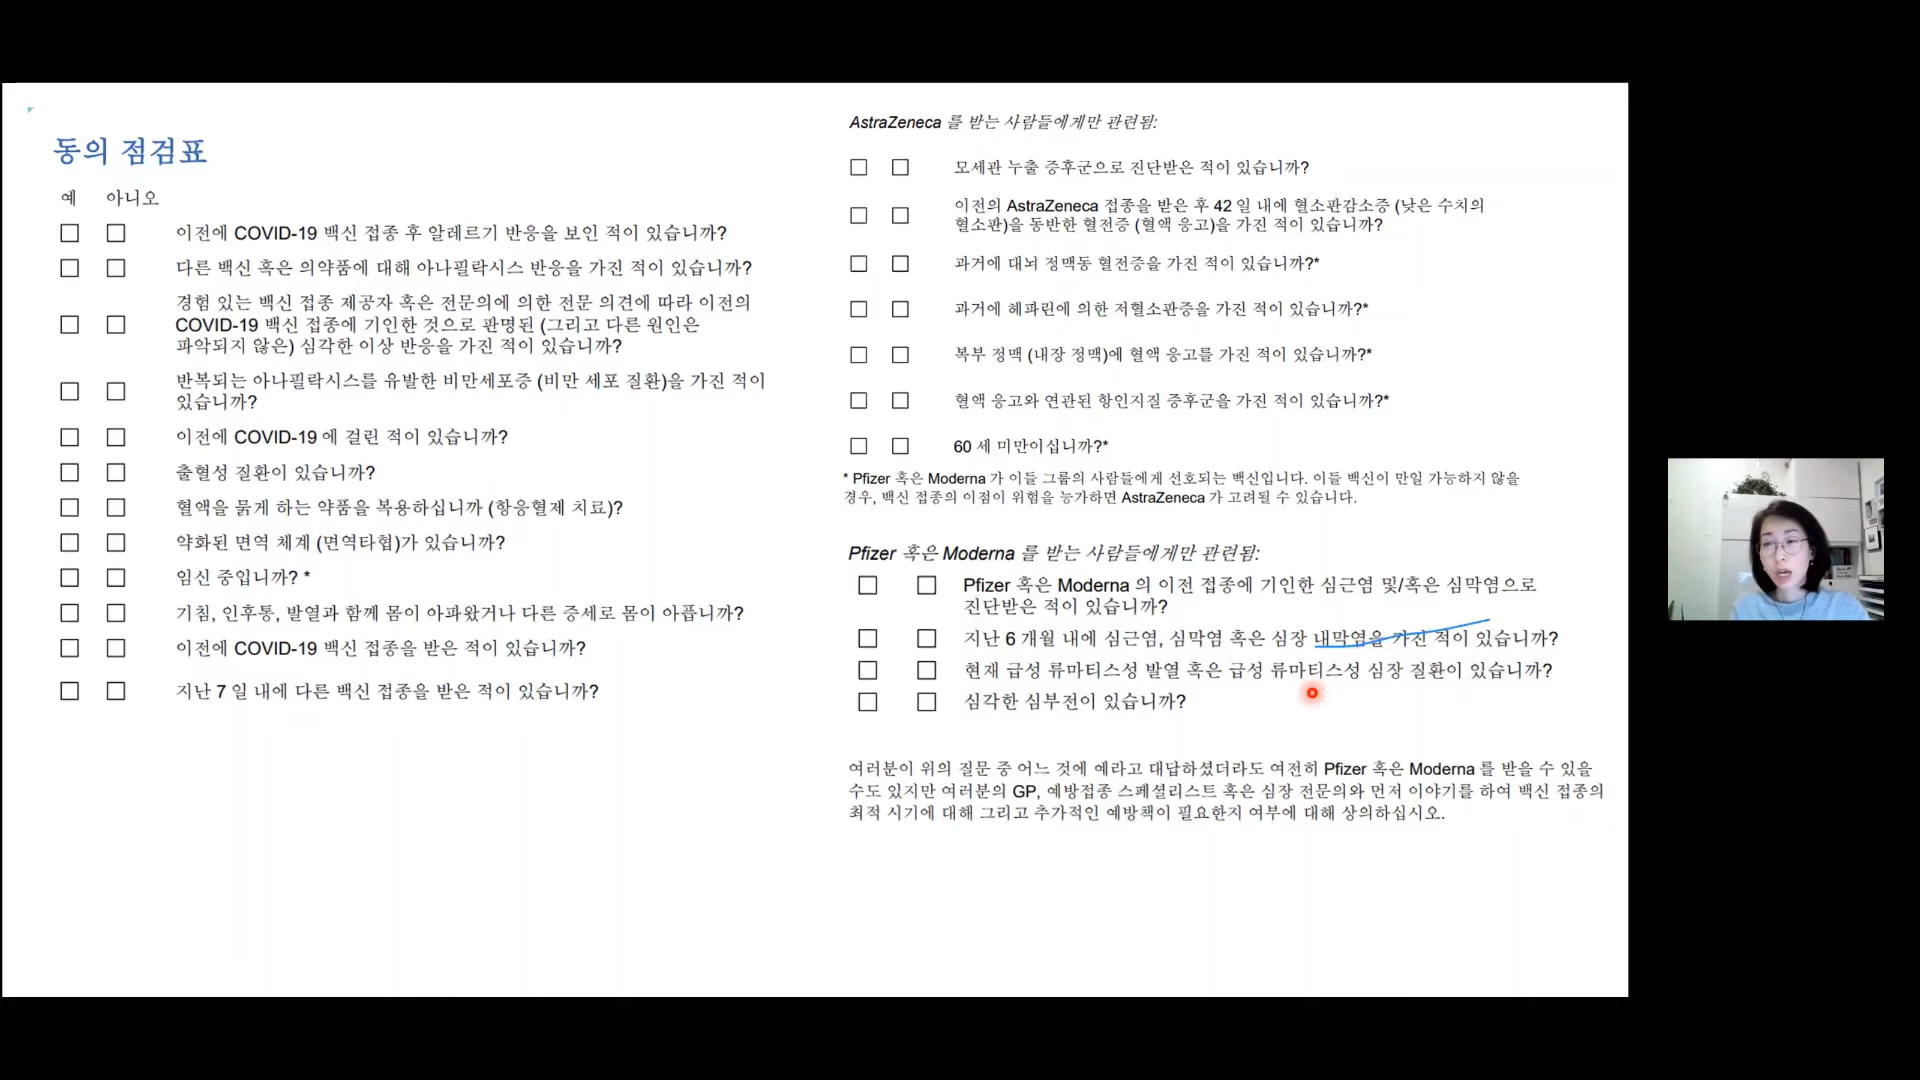 동의 점검표
예 아니오
이전에 COVID-19 백신 접종 후 알레르기 반응을 보인 적이 있습니까?
다른 백신 혹은 의약품에 대해 아나필락시스 반응을 가진 적이 있습니까?
경험 있는 백신 접종 제공자 혹은 전문의에 의한 전문 의견에 따라 이전의
COVID-19 백신 접종에 기인한 것으로 판명된 (그리고 다른 원인은
파악되지 않은) 심각한 이상 반응을 가진 적이 있습니까?
반복되는 아나필락시스를 유발한 비만세포증 (비만 세포 질환)을 가진 적이
있습니까?
이전에 COVID-19 에 걸린 적이 있습니까?
출혈성 질환이 있습니까?
혈액을 묽게 하는 약품을 복용하십니까 (항응혈제 치료)?
약화된 면역 체계 (면역타협)가 있습니까?
임신 중입니까? *
기침, 인후통, 발열과 함께 몸이 아파왔거나 다른 증세로 몸이 아픕니까?
이전에 COVID-19 백신 접종을 받은 적이 있습니까?
지난 7 일 내에 다른 백신 접종을 받은 적이 있습니까?
AstraZeneca 를 받는 사람들에게만 관련됨:
모세관 누출 증후군으로 진단받은 적이 있습니까?
이전의 AstraZeneca 접종을 받은 후 42 일 내에 혈소판감소증 (낮은 수치의
혈소판)을 동반한 혈전증 (혈액 응고)을 가진 적이 있습니까?
과거에 대뇌 정맥동 혈전증을 가진 적이 있습니까?*
과거에 헤파린에 의한 저혈소판증을 가진 적이 있습니까?*
복부 정맥 (내장 정맥)에 혈액 응고를 가진 적이 있습니까?*
혈액 응고와 연관된 항인지질 증후군을 가진 적이 있습니까?*
60 세 미만이십니까?*
* Pfizer 혹은 Moderna 가 이들 그룹의 사람들에게 선호되는 백신입니다. 이들 백신이 만일 가능하지 않을
경우, 백신 접종의 이점이 위험을 능가하면 AstraZeneca 가 고려될 수 있습니다.
Pfizer 혹은 Moderna 를 받는 사람들에게만 관련됨:
Pfizer 혹은 Moderna 의 이전 접종에 기인한 심근염 및/혹은 심막염으로
진단받은 적이 있습니까?
지난 6 개월 내에 심근염, 심막염 혹은 심장 내막염을 가진 적이 있습니까?
현재 급성 류마티스성 발열 혹은 급성 류마티스성 심장 질환이 있습니까?
심각한 심부전이 있습니까?
여러분이 위의 질문 중 어느 것에 예라고 대답하셨더라도 여전히 Pfizer 혹은 Moderna 를 받을 수 있을
수도 있지만 여러분의 GP, 예방접종 스페셜리스트 혹은 심장 전문의와 먼저 이야기를 하여 백신 접종의
최적 시기에 대해 그리고 추가적인 예방책이 필요한지 여부에 대해 상의하십시오.